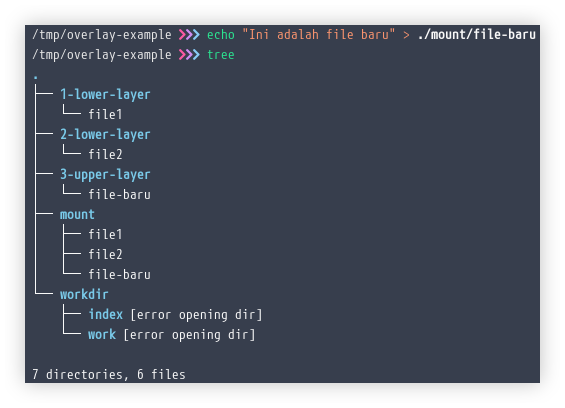 /tmp/overlay-example ❯❯❯ echo "Ini adalah file baru" > ./mount/file-baru
/tmp/overlay-example ❯❯❯ tree
.
├── 1-lower-layer
│   └── file1
├── 2-lower-layer
│   └── file2
├── 3-upper-layer
│   └── file-baru
├── mount
│   ├── file1
│   ├── file2
│   └── file-baru
└── workdir
    ├── index [error opening dir]
    └── work [error opening dir]

7 directories, 6 files